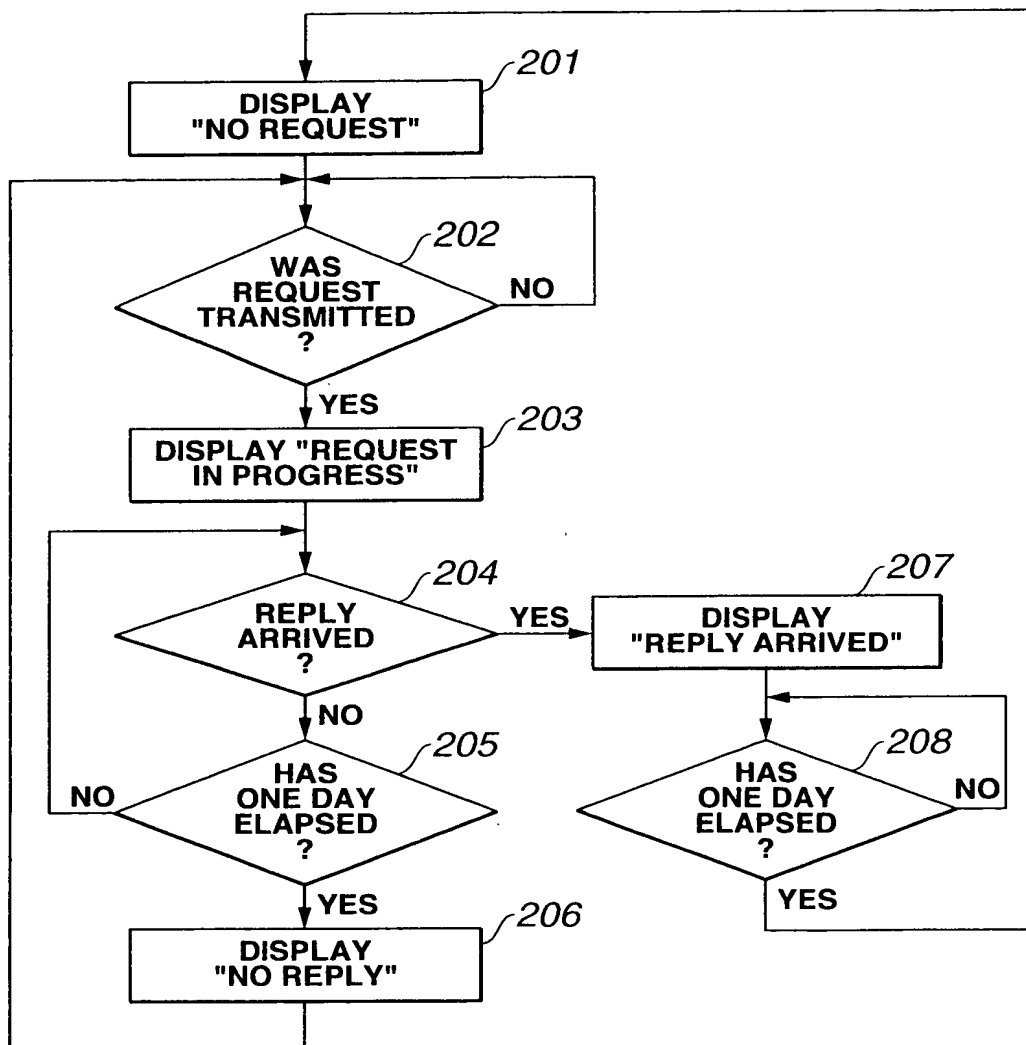 201
DISPLAY
"NO REQUEST"
202
WAS
REQUEST
TRANSMITTED
?
NO
YES
203
DISPLAY "REQUEST
IN PROGRESS"
204
REPLY
ARRIVED
?
YES
207
DISPLAY
"REPLY ARRIVED"
NO
205
HAS
ONE DAY
ELAPSED
?
NO
208
HAS
ONE DAY
ELAPSED
?
NO
YES
YES
206
DISPLAY
"NO REPLY"